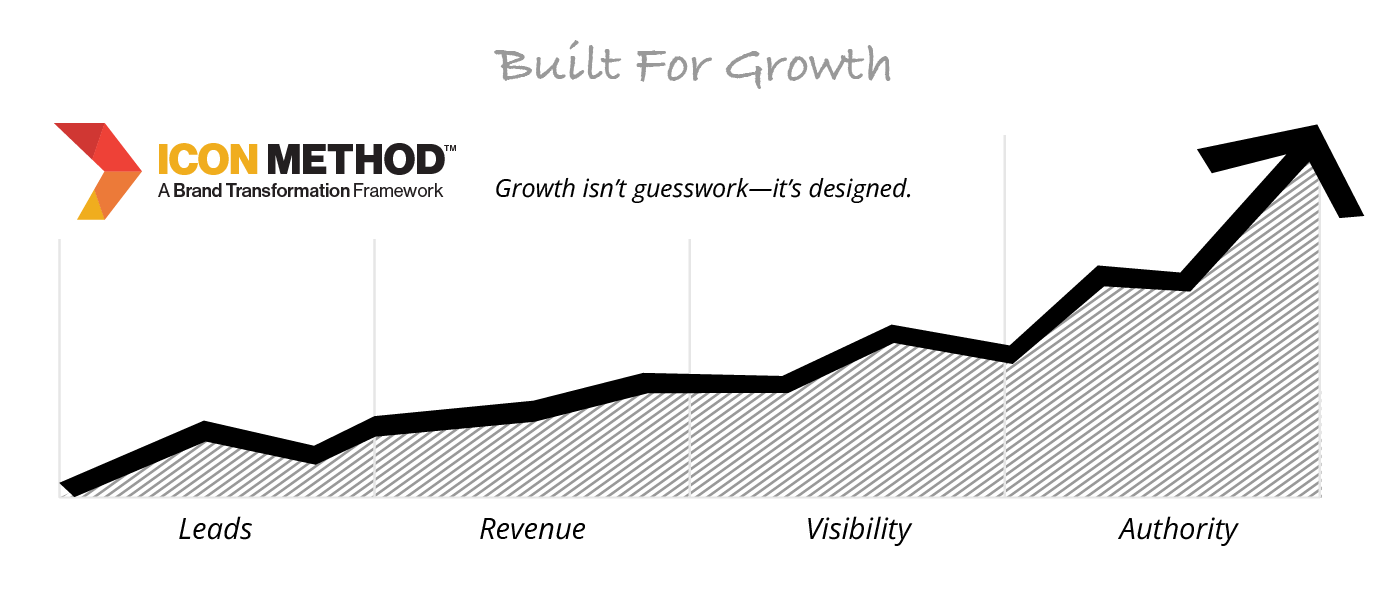 Built For Growth
ICON METHOD™
A Brand Transformation Framework
Growth isn’t guesswork—it’s designed.
Leads
Revenue
Visibility
Authority